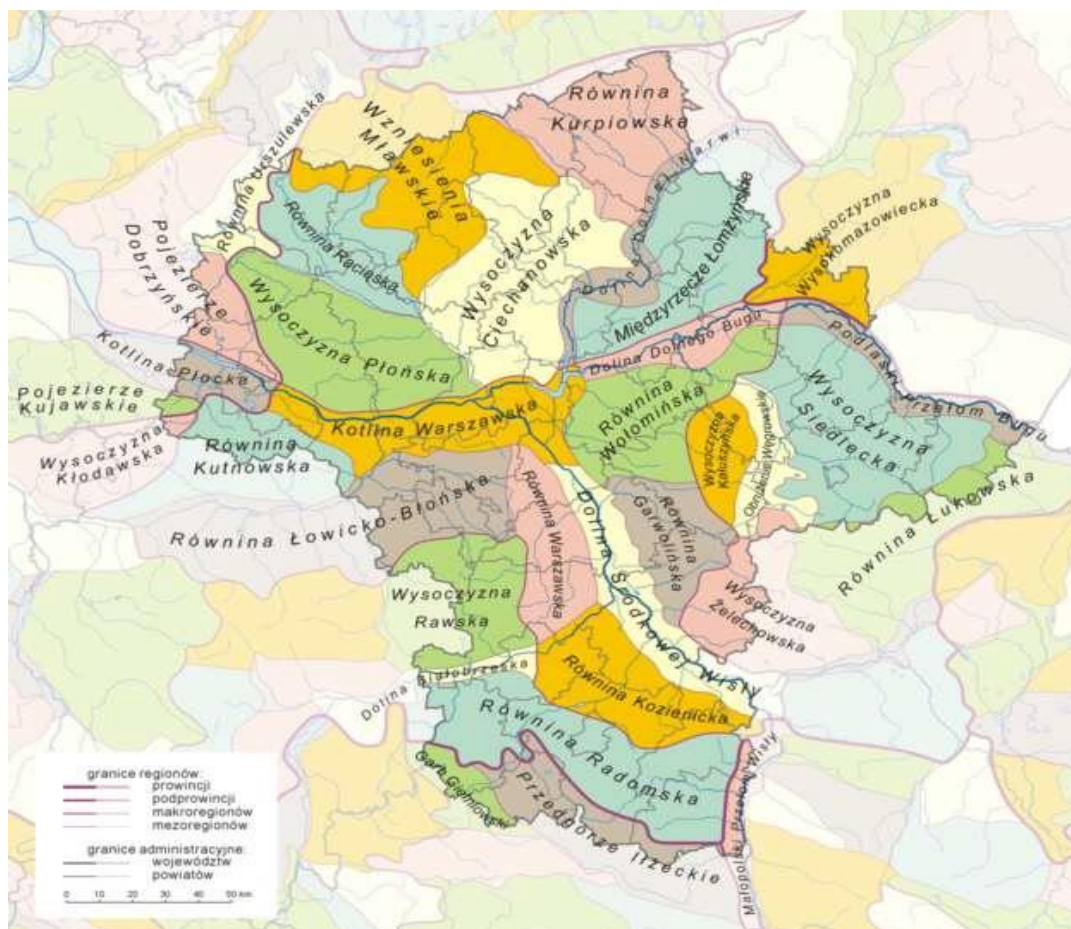 Równina
Kurpiowska
Wzniesienia
Mławskie
Równina Urszulewska
Dolina Dolnej Narwi
Wysoczyzna
Wysokomazowiecka
Pojezierze
Dobrzyńskie
Równina Raciąska
Wysoczyzna
Ciechanowska
Międzyrzecze Łomżyńskie
Wysoczyzna Płońska
Dolina Dolnego Bugu
Podlaski Przełom Bugu
Kotlina Płocka
Pojezierze
Kujawskie
Kotlina Warszawska
Równina
Wołomińska
Wysoczyzna
Kałuszyńska
Obniżenie Węgrowskie
Wysoczyzna
Siedlecka
Wysoczyzna
Kłodawska
Równina
Kutnowska
Równina Łowicko-Błońska
Równina Warszawska
Dolina Środkowej Wisły
Równina
Garwolińska
Równina Łukowska
Wysoczyzna
Rawska
Wysoczyzna
Żelechowska
Dolina Białobrzeska
Równina Kozienicka
Równina Radomska
Garb Gielniowski
Przedgórze Iłżeckie
Małopolski Przełom Wisły
granice regionów:
prowincji
podprowincji
makroregionów
mezoregionów
granice administracyjne:
województw
powiatów
0 10 20 30 40 50 km